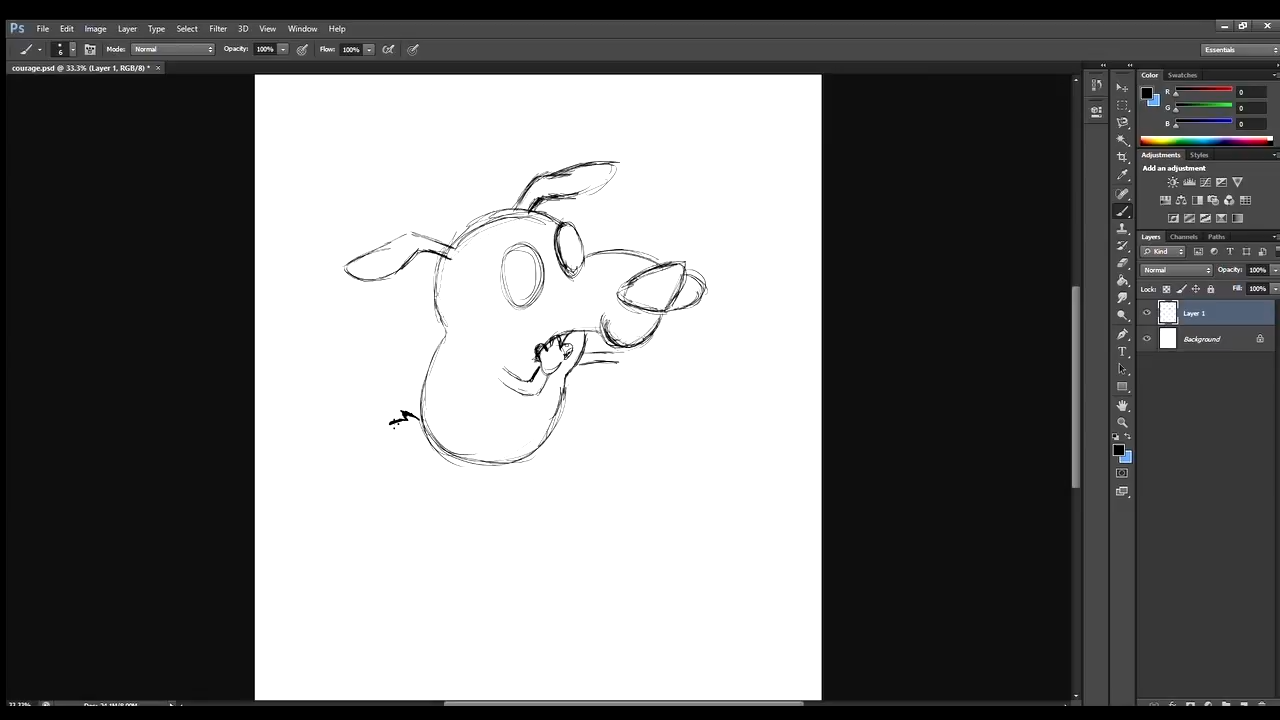 Ps File Edit Image Layer Type Select Filter 3D View Window Help
6 Mode: Normal Opacity: 100% Flow: 100% Essentials
courage.psd @ 33.3% (Layer 1, RGB/8) * ×
Color Swatches
R 0
G 0
B 0
Adjustments Styles
Add an adjustment
Layers Channels Paths
Kind
Normal Opacity: 100%
Lock: Fill: 100%
Layer 1
Background